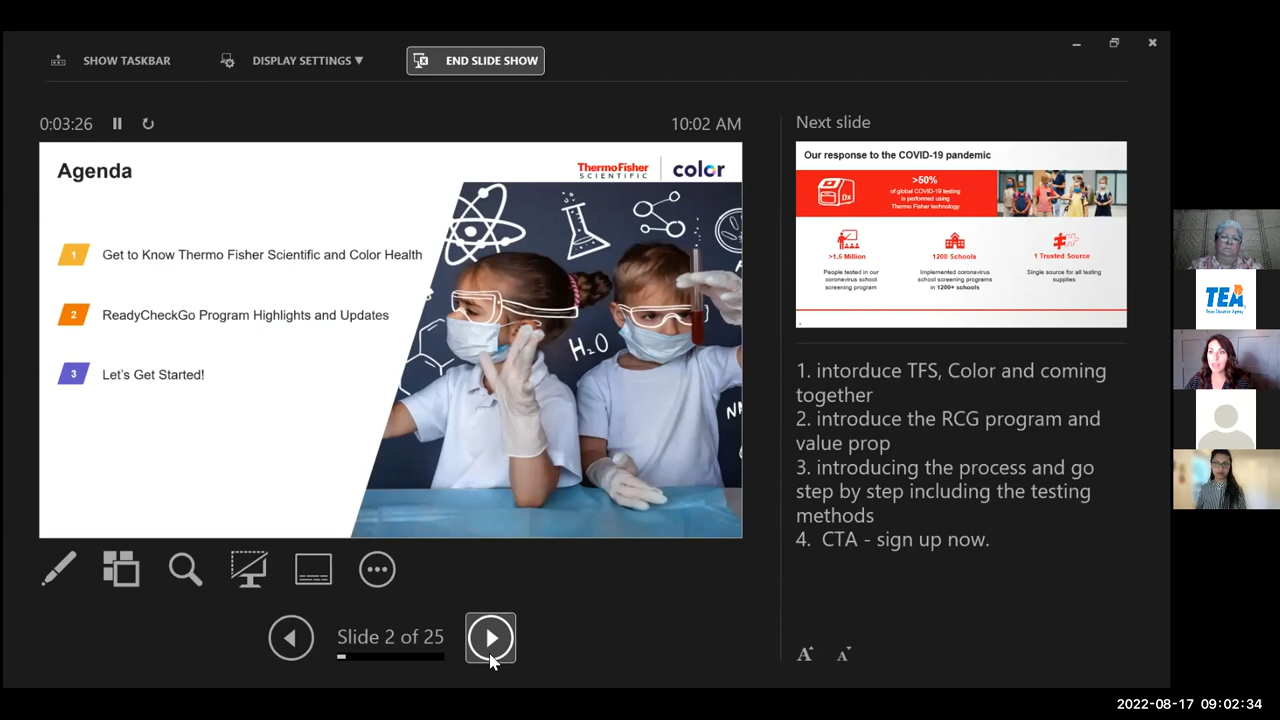 SHOW TASKBAR
DISPLAY SETTINGS ▼
END SLIDE SHOW
0:03:26
10:02 AM
Agenda
ThermoFisher
SCIENTIFIC
color
1 Get to Know Thermo Fisher Scientific and Color Health
2 ReadyCheckGo Program Highlights and Updates
3 Let's Get Started!
H₂O
Slide 2 of 25
Next slide
Our response to the COVID-19 pandemic
Dx
>50%
of global COVID-19 testing
is performed using
Thermo Fisher technology
>1.5 Million
People tested in our
coronavirus school
screening program
1200 Schools
Implemented coronavirus
school screening programs
in 1200+ schools
1 Trusted Source
Single source for all testing
supplies
1. intorduce TFS, Color and coming
together
2. introduce the RCG program and
value prop
3. introducing the process and go
step by step including the testing
methods
4. CTA - sign up now.
A A
TEA
Texas Education Agency
2022-08-17 09:02:34